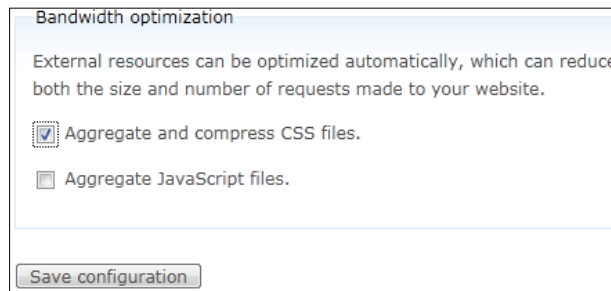 Bandwidth optimization
External resources can be optimized automatically, which can reduce
both the size and number of requests made to your website.
Aggregate and compress CSS files.
Aggregate JavaScript files.
Save configuration